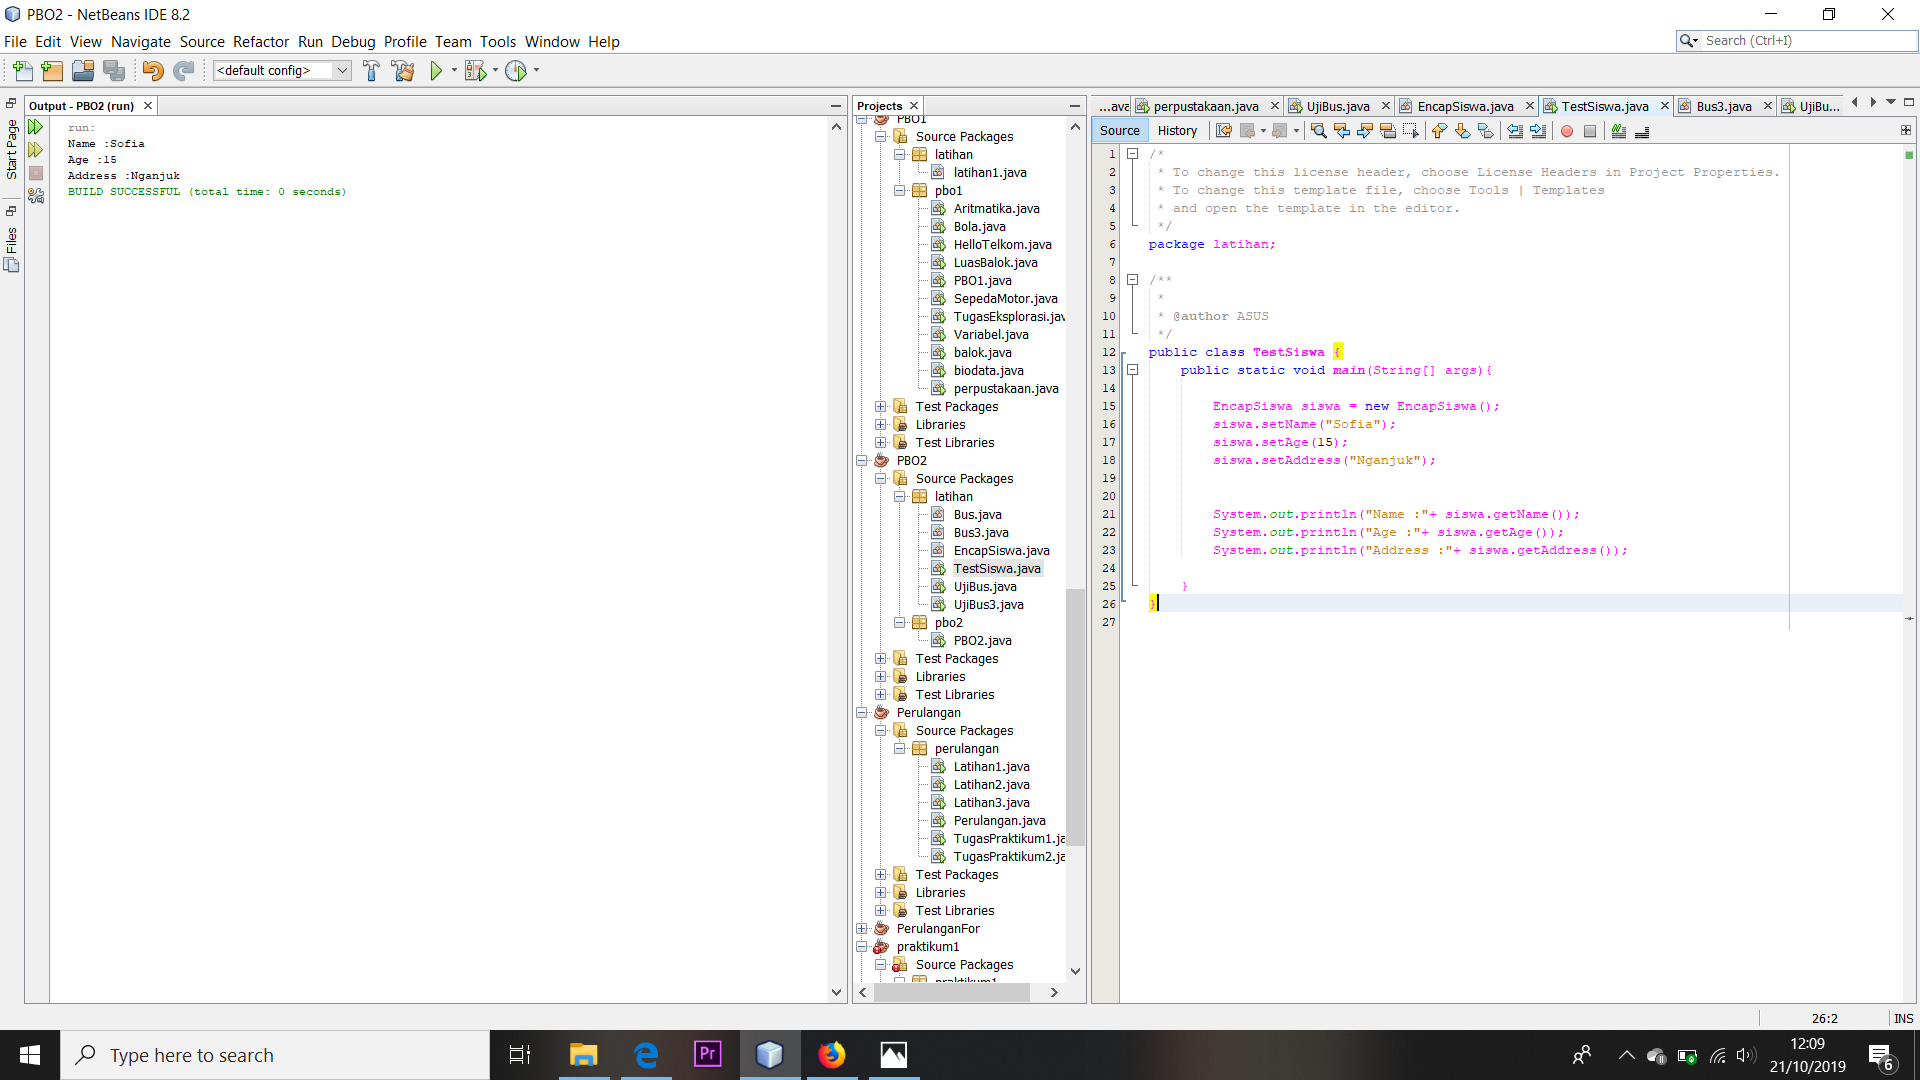 PBO2 - NetBeans IDE 8.2
File Edit View Navigate Source Refactor Run Debug Profile Team Tools Window Help
Search (Ctrl+I)
<default config>
Start Page
Files
Output - PBO2 (run)
run:
Name :Sofia
Age :15
Address :Nganjuk
BUILD SUCCESSFUL (total time: 0 seconds)
Projects
PBO1
Source Packages
latihan
latihan1.java
pbo1
Aritmatika.java
Bola.java
HelloTelkom.java
LuasBalok.java
PBO1.java
SepedaMotor.java
TugasEksplorasi.jav
Variabel.java
balok.java
biodata.java
perpustakaan.java
Test Packages
Libraries
Test Libraries
PBO2
Source Packages
latihan
Bus.java
Bus3.java
EncapSiswa.java
TestSiswa.java
UjiBus.java
UjiBus3.java
pbo2
PBO2.java
Test Packages
Libraries
Test Libraries
Perulangan
Source Packages
perulangan
Latihan1.java
Latihan2.java
Latihan3.java
Perulangan.java
TugasPraktikum1.ja
TugasPraktikum2.ja
Test Packages
Libraries
Test Libraries
PerulanganFor
praktikum1
Source Packages
praktikum1
...ava perpustakaan.java UjiBus.java EncapSiswa.java TestSiswa.java Bus3.java UjiBu...
Source History
1 /*
2 * To change this license header, choose License Headers in Project Properties.
3 * To change this template file, choose Tools | Templates
4 * and open the template in the editor.
5 */
6 package latihan;
7
8 /**
9 *
10 * @author ASUS
11 */
12 public class TestSiswa {
13 public static void main(String[] args){
14
15 EncapSiswa siswa = new EncapSiswa();
16 siswa.setName("Sofia");
17 siswa.setAge(15);
18 siswa.setAddress("Nganjuk");
19
20
21 System.out.println("Name :"+ siswa.getName());
22 System.out.println("Age :"+ siswa.getAge());
23 System.out.println("Address :"+ siswa.getAddress());
24
25 }
26 }
27
26:2 INS
Type here to search
Pr
12:09
21/10/2019
6